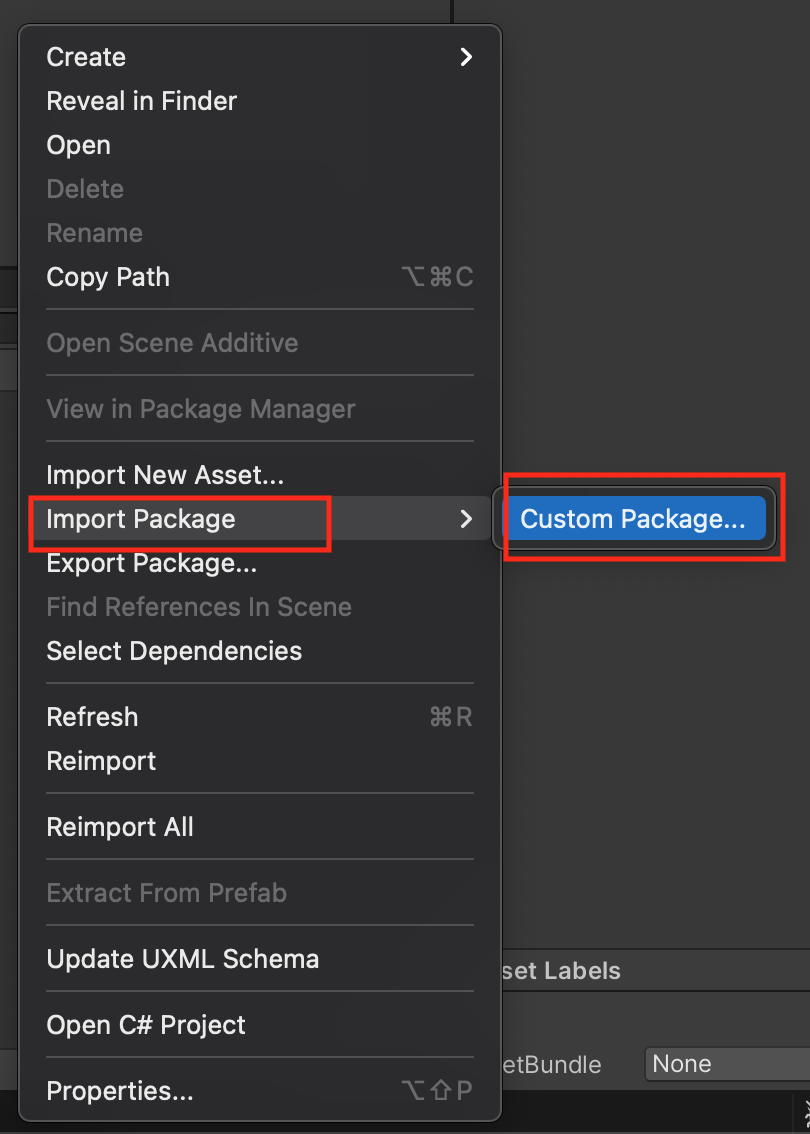 Create
Reveal in Finder
Open
Delete
Rename
Copy Path ⌥⌘C
Open Scene Additive
View in Package Manager
Import New Asset...
Import Package
Custom Package...
Export Package...
Find References In Scene
Select Dependencies
Refresh ⌘R
Reimport
Reimport All
Extract From Prefab
Update UXML Schema
set Labels
Open C# Project
etBundle None
Properties... ⌥⇧P